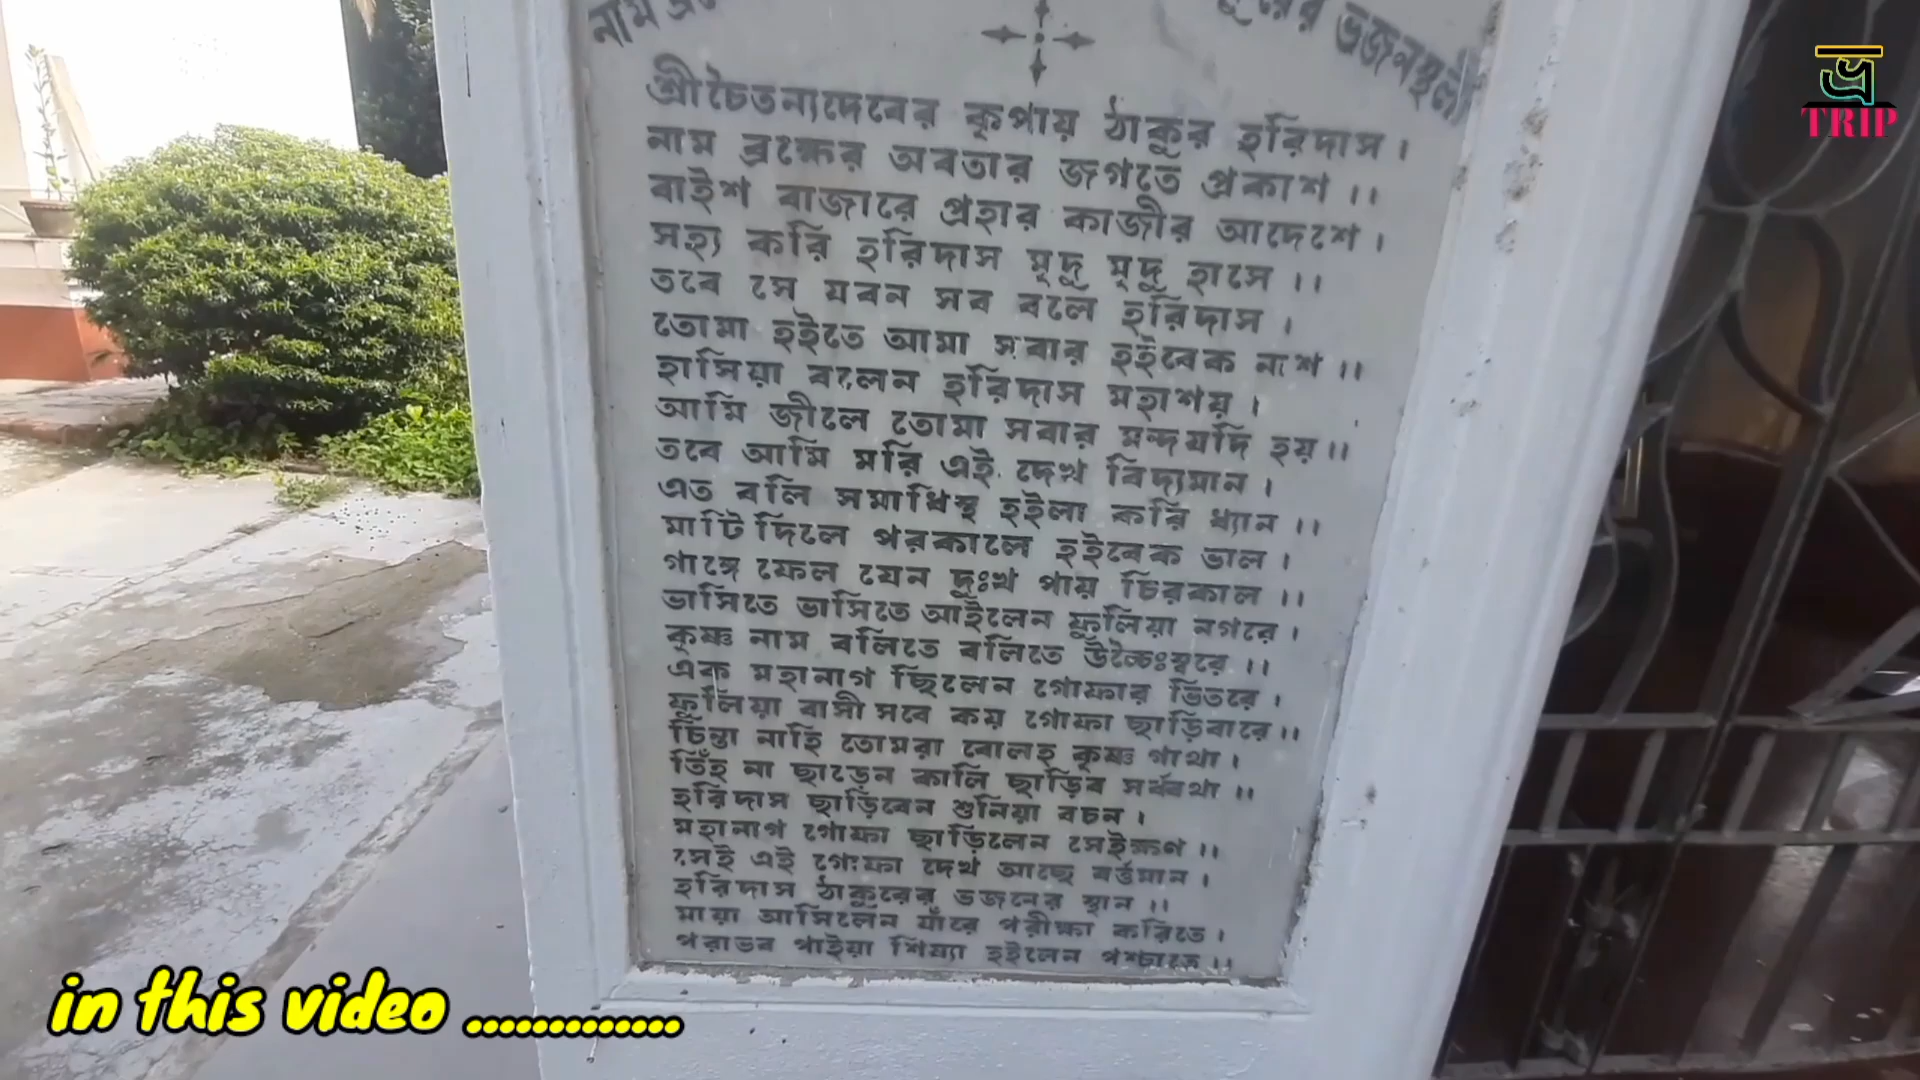 ভজনস্থলী
শ্রীচৈতন্যদেবের কৃপায় ঠাকুর হরিদাস।
নাম ব্রহ্মের অবতার জগতে প্রকাশ।।
বাইশ বাজারে প্রহার কাজীর আদেশে।
সহ্য করি হরিদাস মৃদু মৃদু হাসে।।
তবে সে যবন সব বলে হরিদাস।
তোমা হইতে আমা সবার হইবেক নাশ।।
হাসিয়া বলেন হরিদাস মহাশয়।
আমি জীলে তোমা সবার মন্দ যদি হয়।।
তবে আমি মরি এই দেখ বিদ্যমান।
এত বলি সমাধিস্থ হইলা করি ধ্যান।।
মাটি দিলে পরকালে হইবেক ভাল।
গাঙ্গে ফেল যেন দুঃখ পায় চিরকাল।।
ভাসিতে ভাসিতে আইলেন ফুলিয়া নগরে।
কৃষ্ণ নাম বলিতে বলিতে উচ্চৈঃস্বরে।।
এক মহানাগ ছিলেন গোফার ভিতরে।
ফুলিয়া বাসী সবে কয় গোফা ছাড়িবারে।।
চিন্তা নাহি তোমরা বোলহ কৃষ্ণ গাথা।
তিঁহ না ছাড়েন কালি ছাড়িব সর্ব্বথা।।
হরিদাস ছাড়িবেন শুনিয়া বচন।
মহানাগ গোফা ছাড়িলেন সেইক্ষণ।।
সেই এই গোফা দেখ আছে বর্ত্তমান।
হরিদাস ঠাকুরের ভজনের স্থান।।
মায়া আসিলেন যাঁরে পরীক্ষা করিতে।
পরাভব পাইয়া শিষ্যা হইলেন পশ্চাতে।।
TRIP
in this video .............